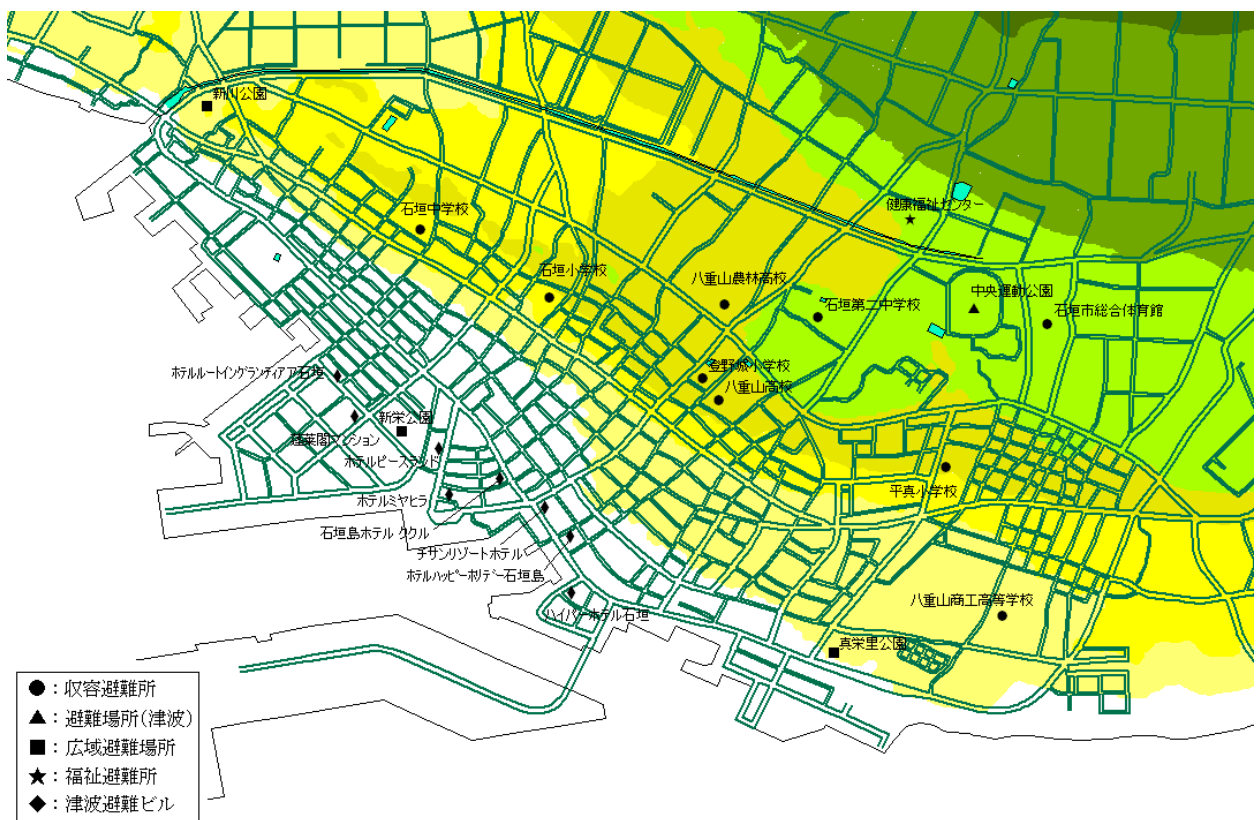 新川公園
石垣中学校
健康福祉センター
石垣小学校
八重山農林高校
中央運動公園
石垣第二中学校
石垣市総合体育館
登野城小学校
ホテルルートイングランティアア石垣
八重山高校
新栄公園
蓬莱閣マンション
ホテルピースランド
平真小学校
ホテルミヤヒラ
石垣島ホテル ククル
チサンリゾートホテル
ホテルハッピーホリデー石垣島
八重山商工高等学校
ハイパーホテル石垣
真栄里公園
●：収容避難所
▲：避難場所(津波)
■：広域避難場所
★：福祉避難所
◆：津波避難ビル